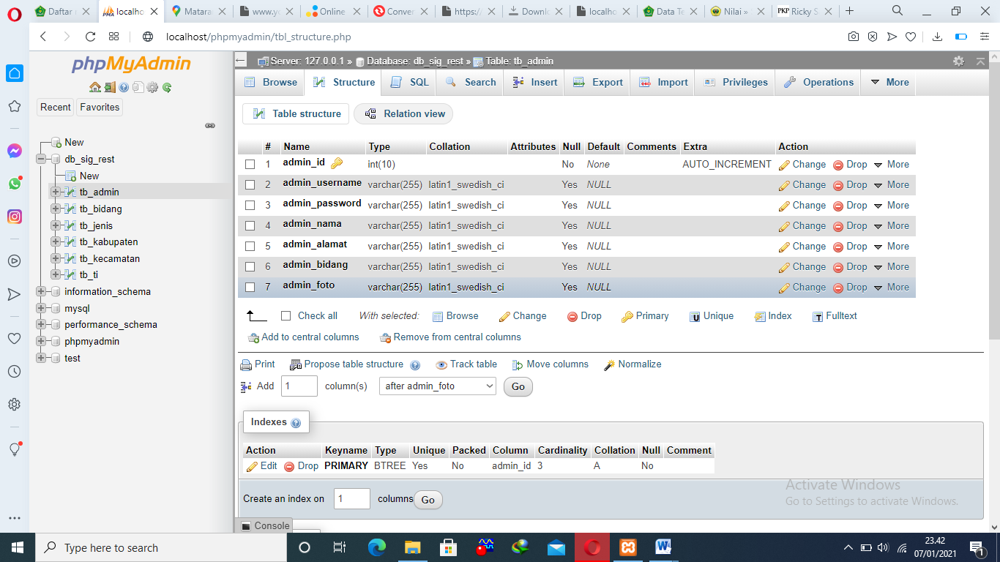 Daftar
localho
Matara
www.y
Online
Conver
https:/
Downl
localho
Data Te
Nilai »
PKP Ricky S
localhost/phpmyadmin/tbl_structure.php
phpMyAdmin
Recent Favorites
New
db_sig_rest
New
tb_admin
tb_bidang
tb_jenis
tb_kabupaten
tb_kecamatan
tb_ti
information_schema
mysql
performance_schema
phpmyadmin
test
Server: 127.0.0.1 » Database: db_sig_rest » Table: tb_admin
Browse Structure SQL Search Insert Export Import Privileges Operations More
Table structure Relation view
# Name Type Collation Attributes Null Default Comments Extra Action
1 admin_id int(10) No None AUTO_INCREMENT Change Drop More
2 admin_username varchar(255) latin1_swedish_ci Yes NULL Change Drop More
3 admin_password varchar(255) latin1_swedish_ci Yes NULL Change Drop More
4 admin_nama varchar(255) latin1_swedish_ci Yes NULL Change Drop More
5 admin_alamat varchar(255) latin1_swedish_ci Yes NULL Change Drop More
6 admin_bidang varchar(255) latin1_swedish_ci Yes NULL Change Drop More
7 admin_foto varchar(255) latin1_swedish_ci Yes NULL Change Drop More
Check all With selected: Browse Change Drop Primary Unique Index Fulltext
Add to central columns Remove from central columns
Print Propose table structure Track table Move columns Normalize
Add 1 column(s) after admin_foto Go
Indexes
Action Keyname Type Unique Packed Column Cardinality Collation Null Comment
Edit Drop PRIMARY BTREE Yes No admin_id 3 A No
Create an index on 1 columns Go
Activate Windows
Go to Settings to activate Windows.
Console
Type here to search
23.42
07/01/2021
1